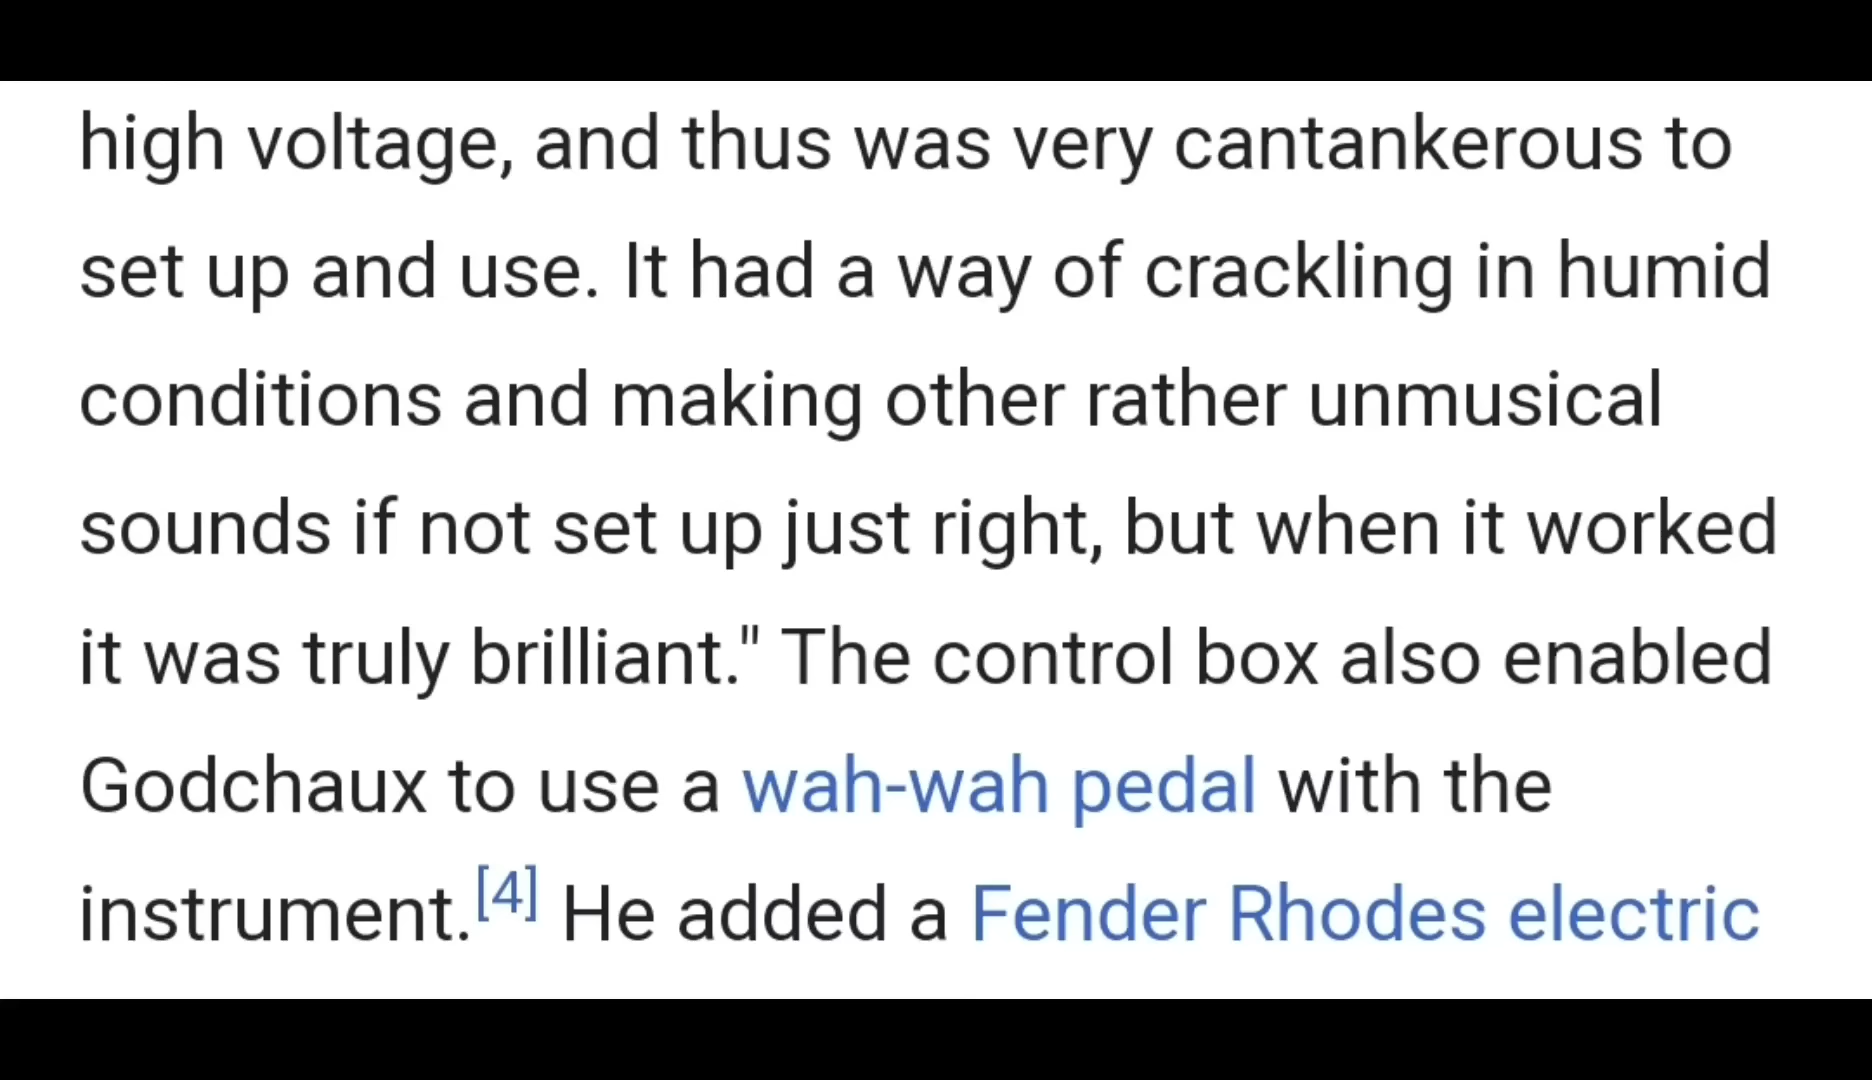 high voltage, and thus was very cantankerous to
set up and use. It had a way of crackling in humid
conditions and making other rather unmusical
sounds if not set up just right, but when it worked
it was truly brilliant." The control box also enabled
Godchaux to use a wah-wah pedal with the
instrument.[4] He added a Fender Rhodes electric